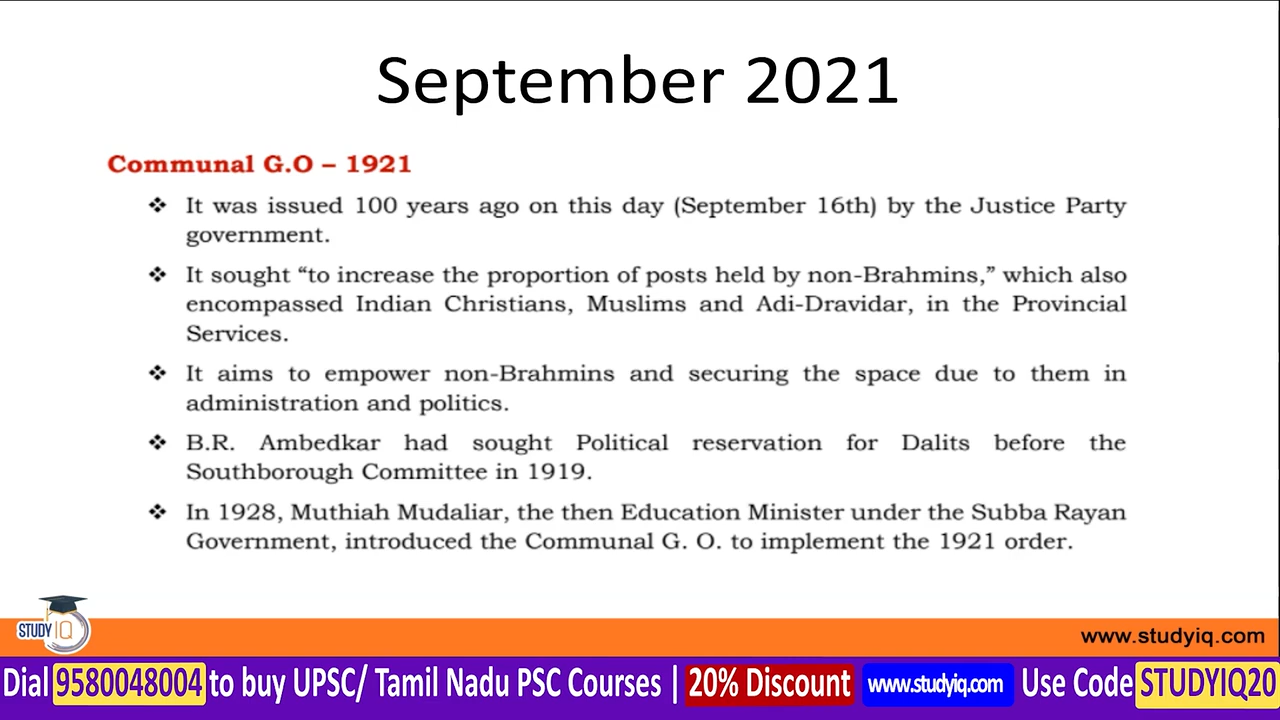 September 2021
Communal G.O – 1921
❖ It was issued 100 years ago on this day (September 16th) by the Justice Party
government.
❖ It sought “to increase the proportion of posts held by non-Brahmins,” which also
encompassed Indian Christians, Muslims and Adi-Dravidar, in the Provincial
Services.
❖ It aims to empower non-Brahmins and securing the space due to them in
administration and politics.
❖ B.R. Ambedkar had sought Political reservation for Dalits before the
Southborough Committee in 1919.
❖ In 1928, Muthiah Mudaliar, the then Education Minister under the Subba Rayan
Government, introduced the Communal G. O. to implement the 1921 order.
STUDY IQ
www.studyiq.com
Dial 9580048004 to buy UPSC/ Tamil Nadu PSC Courses | 20% Discount www.studyiq.com Use Code STUDYIQ20